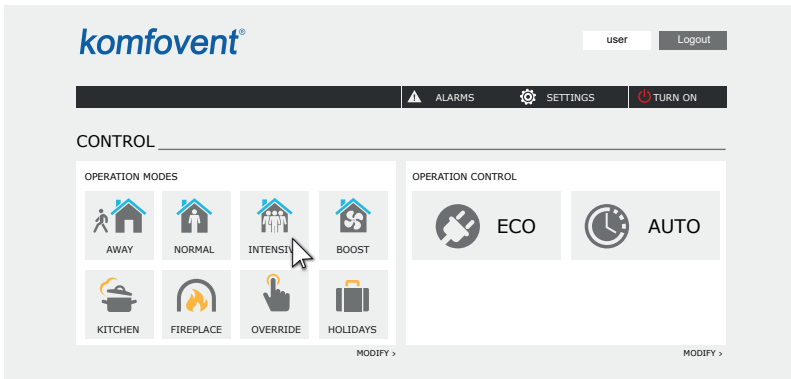 komfovent®
user Logout
ALARMS SETTINGS TURN ON
CONTROL
OPERATION MODES
AWAY NORMAL INTENSIVE BOOST
KITCHEN FIREPLACE OVERRIDE HOLIDAYS
MODIFY >
OPERATION CONTROL
ECO AUTO
MODIFY >